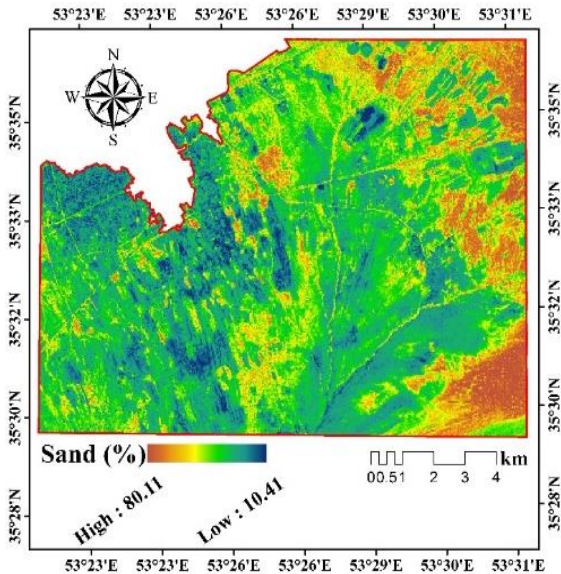 53°23'E 53°23'E 53°26'E 53°26'E 53°29'E 53°30'E 53°31'E
N
W E
S
35°35'N 35°35'N
35°33'N 35°33'N
35°32'N 35°32'N
35°30'N 35°30'N
Sand (%)
km
00.51 2 3 4
High : 80.11 Low : 10.41
35°28'N 35°28'N
53°23'E 53°23'E 53°26'E 53°29'E 53°30'E 53°31'E